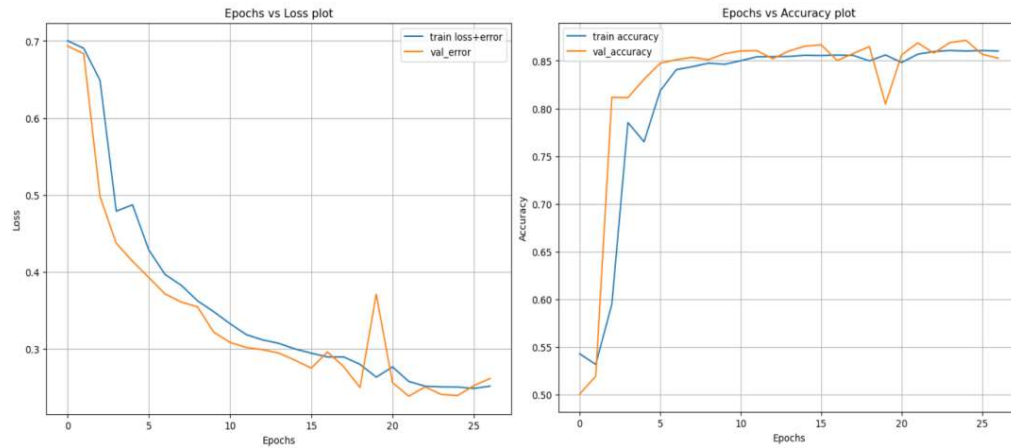 Epochs vs Loss plot
train loss+error
val_error
0.7
0.6
0.5
0.4
0.3
Loss
0 5 10 15 20 25
Epochs
Epochs vs Accuracy plot
train accuracy
val_accuracy
0.85
0.80
0.75
0.70
0.65
0.60
0.55
0.50
Accuracy
0 5 10 15 20 25
Epochs